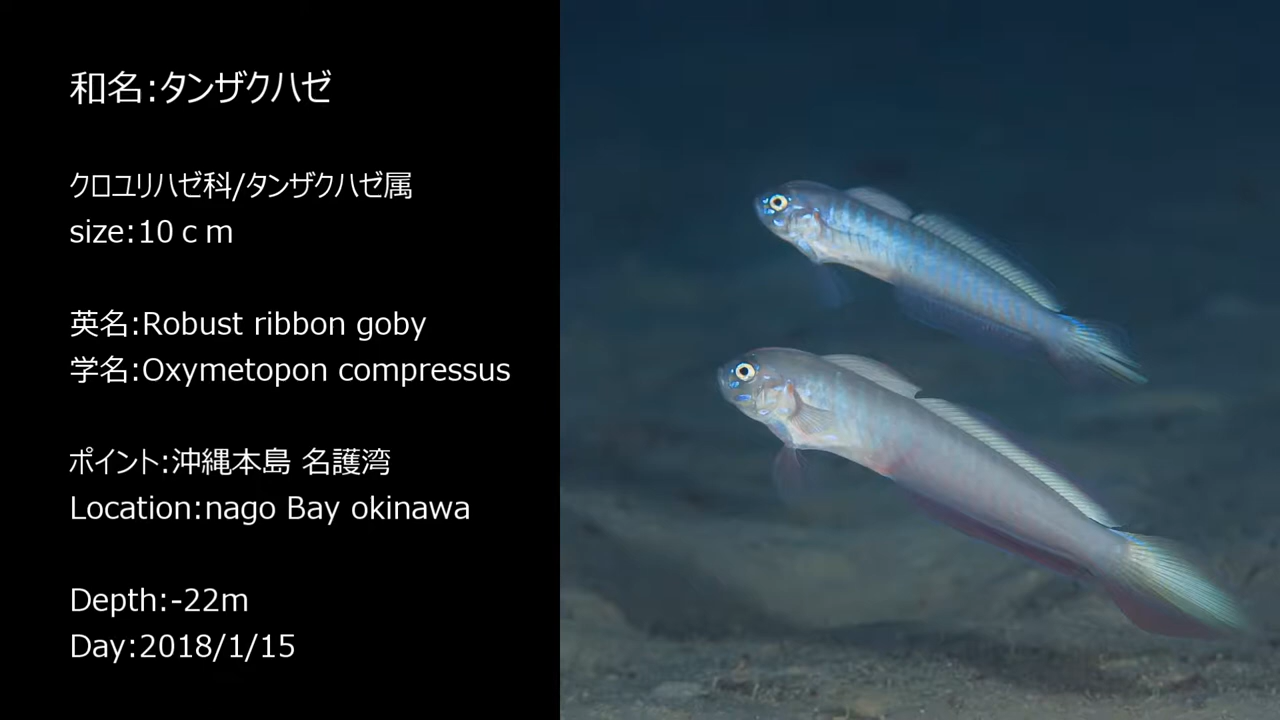 和名:タンザクハゼ
クロユリハゼ科/タンザクハゼ属
size:10ｃｍ
英名:Robust ribbon goby
学名:Oxymetopon compressus
ポイント:沖縄本島 名護湾
Location:nago Bay okinawa
Depth:-22m
Day:2018/1/15